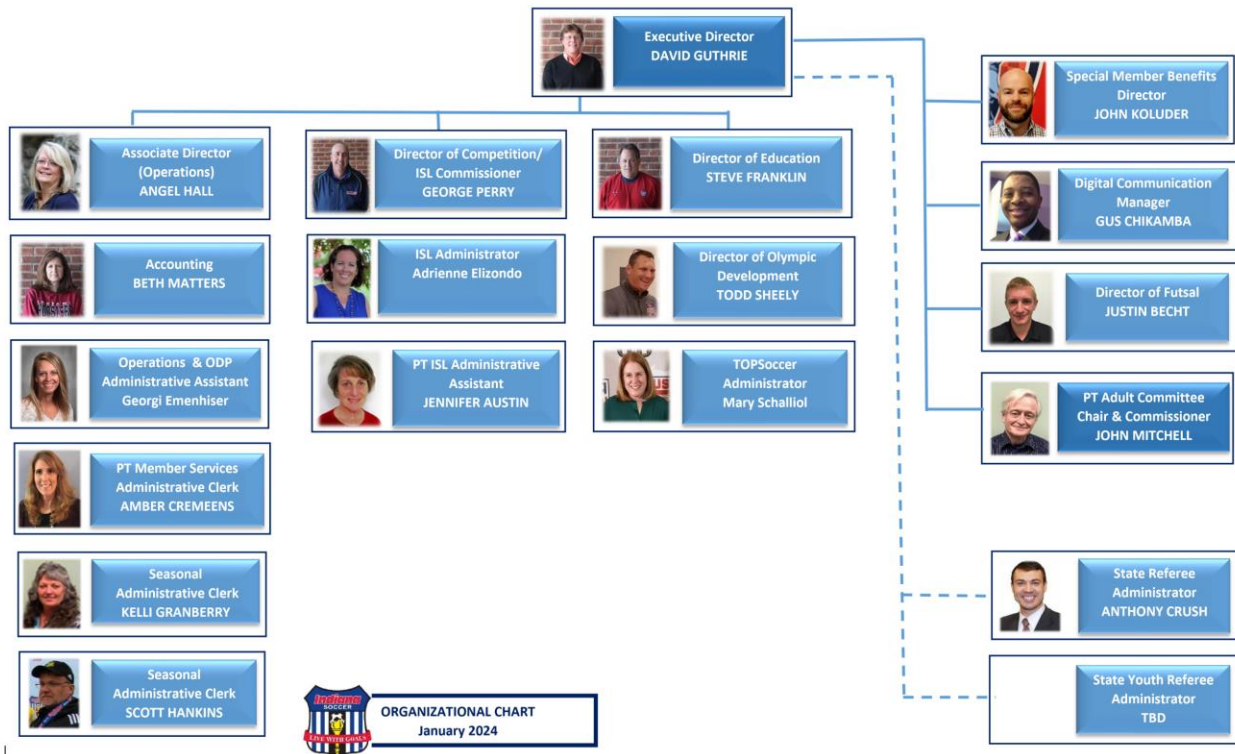 Executive Director
DAVID GUTHRIE
Special Member Benefits
Director
JOHN KOLUDER
Associate Director
(Operations)
ANGEL HALL
Director of Competition/
ISL Commissioner
GEORGE PERRY
Director of Education
STEVE FRANKLIN
Digital Communication
Manager
GUS CHIKAMBA
Accounting
BETH MATTERS
ISL Administrator
Adrienne Elizondo
Director of Olympic
Development
TODD SHEELY
Director of Futsal
JUSTIN BECHT
Operations & ODP
Administrative Assistant
Georgi Emenhiser
PT ISL Administrative
Assistant
JENNIFER AUSTIN
TOPSoccer
Administrator
Mary Schalliol
PT Adult Committee
Chair & Commissioner
JOHN MITCHELL
PT Member Services
Administrative Clerk
AMBER CREMEENS
Seasonal
Administrative Clerk
KELLI GRANBERRY
State Referee
Administrator
ANTHONY CRUSH
Seasonal
Administrative Clerk
SCOTT HANKINS
State Youth Referee
Administrator
TBD
Indiana
SOCCER
LIVE WITH GOALS
ORGANIZATIONAL CHART
January 2024